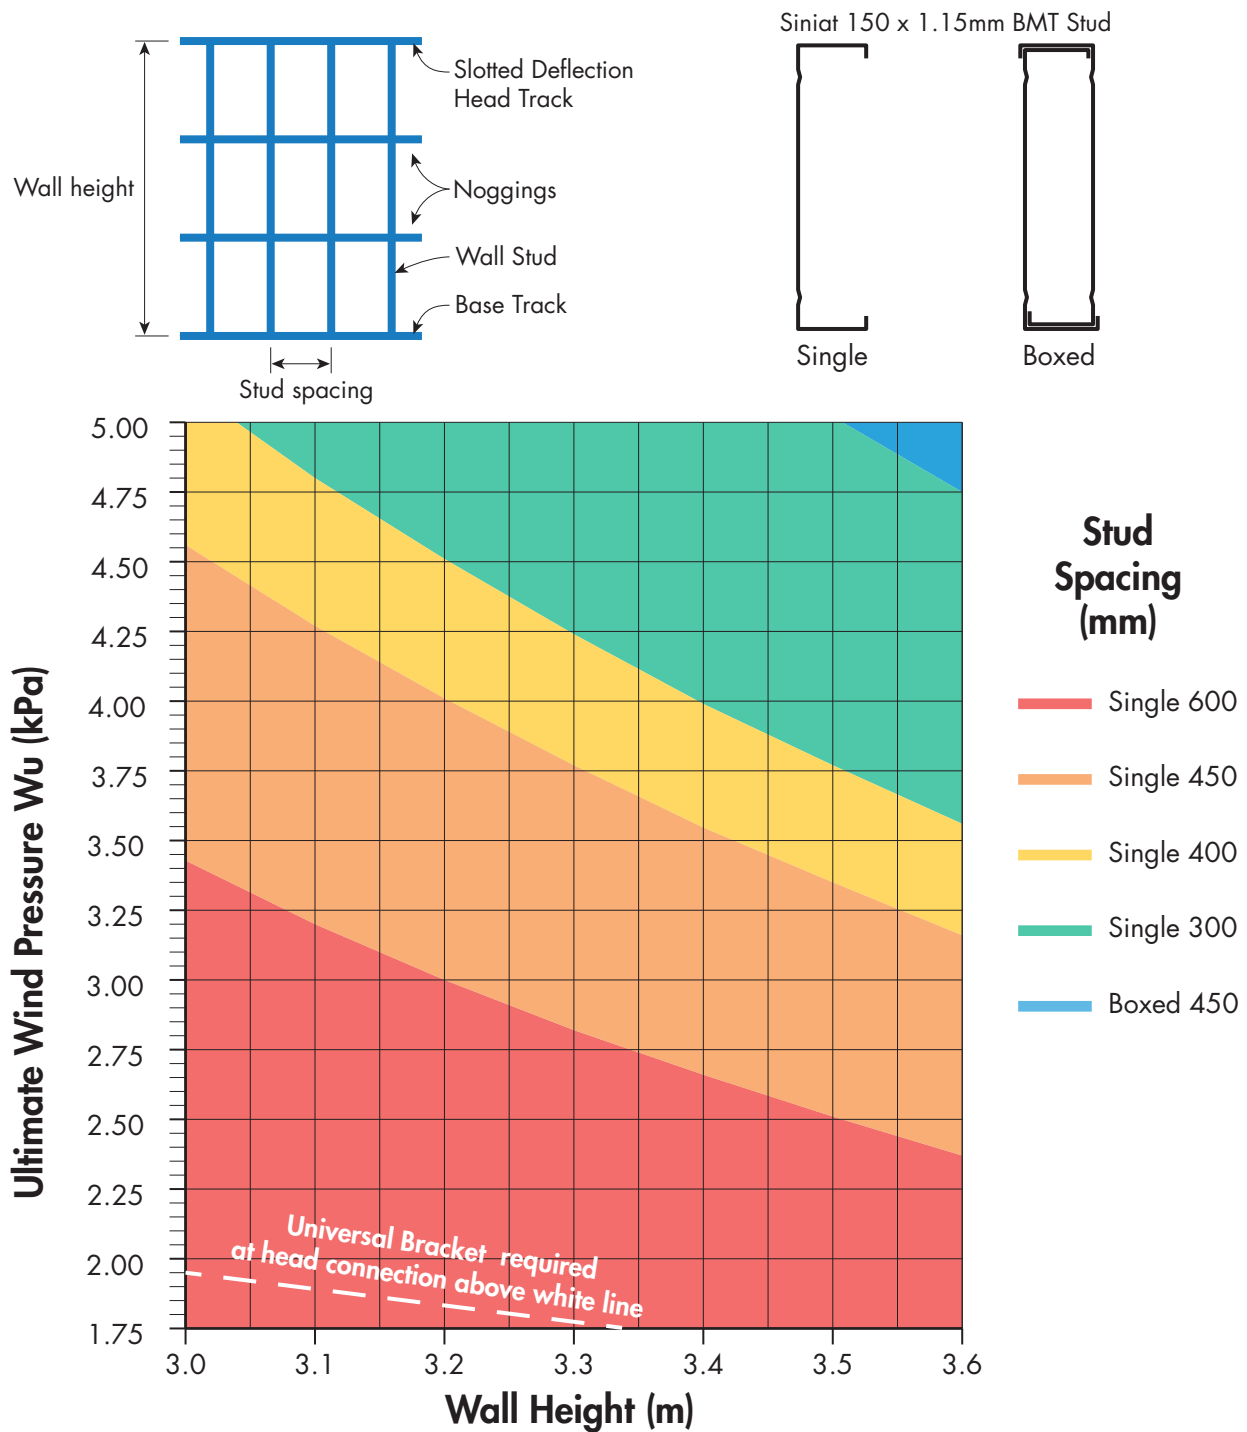 Siniat 150 x 1.15mm BMT Stud
Slotted Deflection
Head Track
Wall height
Noggings
Wall Stud
Base Track
Stud spacing
Single
Boxed
5.00
4.75
4.50
4.25
4.00
3.75
3.50
3.25
3.00
2.75
2.50
2.25
2.00
1.75
Ultimate Wind Pressure Wu (kPa)
Universal Bracket required
at head connection above white line
3.0
3.1
3.2
3.3
3.4
3.5
3.6
Wall Height (m)
Stud
Spacing
(mm)
Single 600
Single 450
Single 400
Single 300
Boxed 450